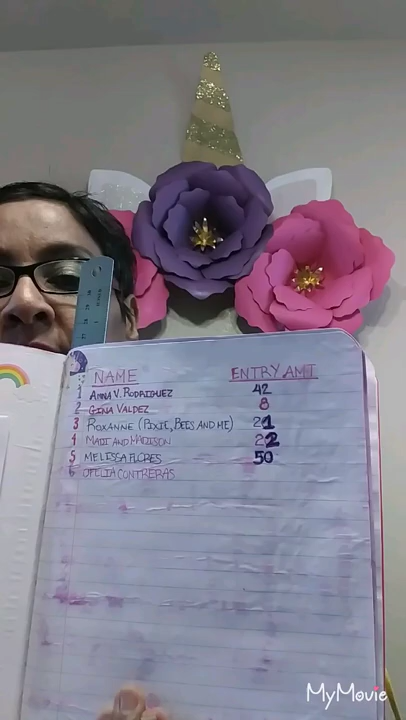 NAME ENTRY AMT
1 ANNA V. RODRIGUEZ 42
2 GINA VALDEZ 8
3 ROXANNE (PIXIE, BEES AND ME) 21
4 MADI AND MADISON 22
5 MELISSA FLORES 50
6 OFELIA CONTRERAS
MyMovie